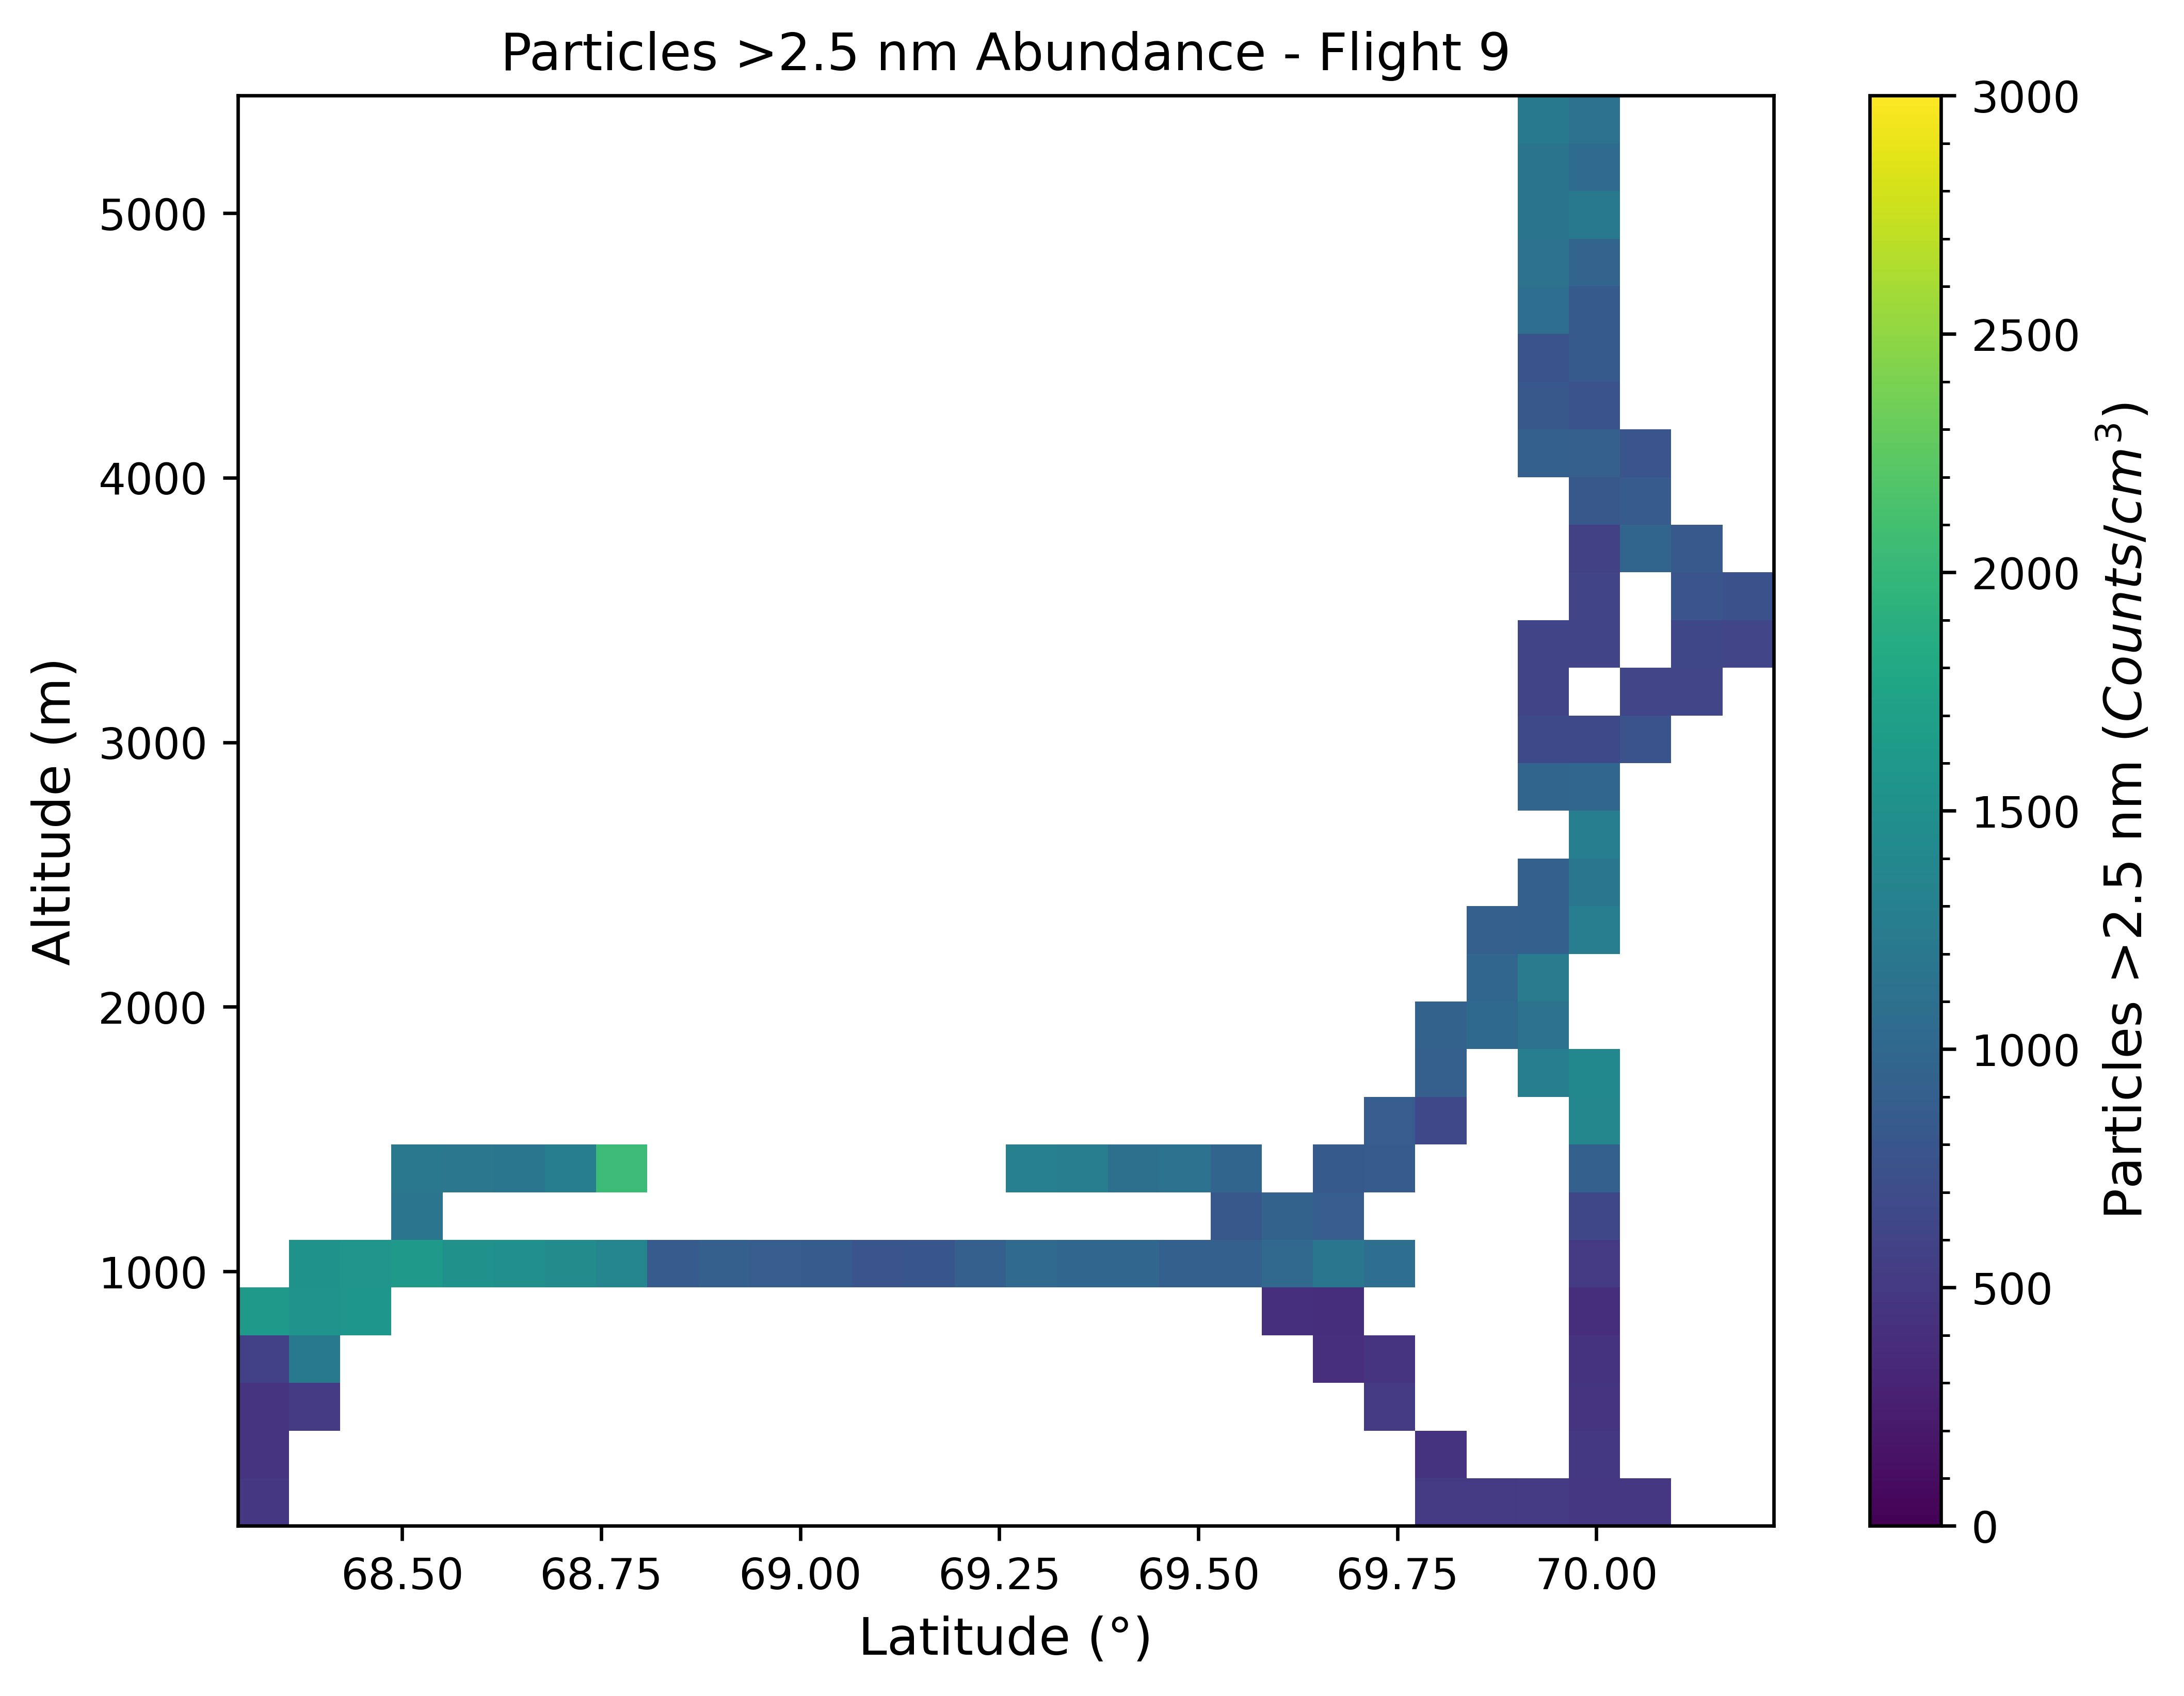 Particles >2.5 nm Abundance - Flight 9
5000
4000
3000
2000
1000
Altitude (m)
68.50 68.75 69.00 69.25 69.50 69.75 70.00
Latitude (°)
3000
2500
2000
1500
1000
500
0
Particles >2.5 nm (Counts/cm³)